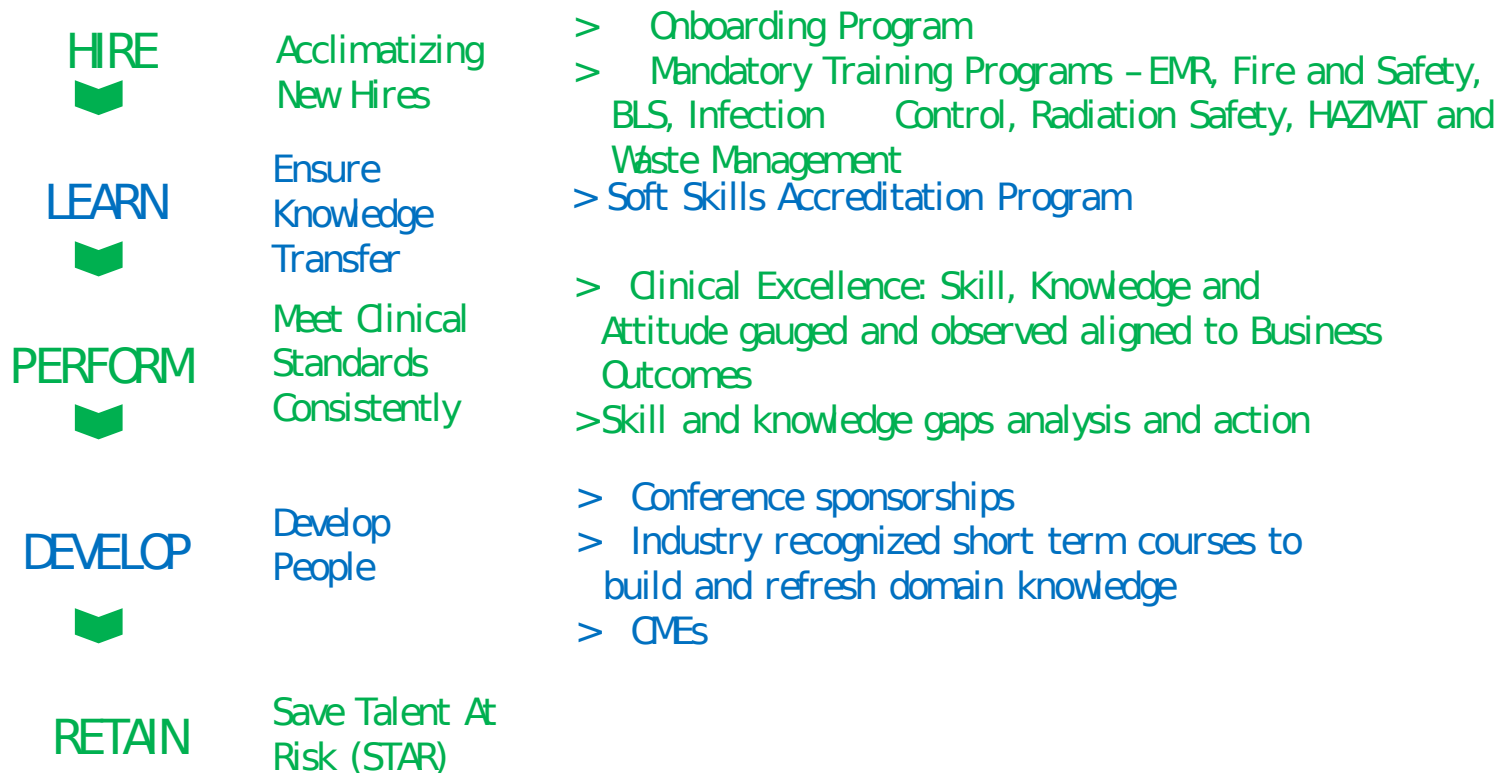 HIRE
Acclimatizing
New Hires
> Onboarding Program
> Mandatory Training Programs – EMR, Fire and Safety,
BLS, Infection Control, Radiation Safety, HAZMAT and
Waste Management
LEARN
Ensure
Knowledge
Transfer
> Soft Skills Accreditation Program
PERFORM
Meet Clinical
Standards
Consistently
> Clinical Excellence: Skill, Knowledge and
Attitude gauged and observed aligned to Business
Outcomes
>Skill and knowledge gaps analysis and action
DEVELOP
Develop
People
> Conference sponsorships
> Industry recognized short term courses to
build and refresh domain knowledge
> CMEs
RETAIN
Save Talent At
Risk (STAR)